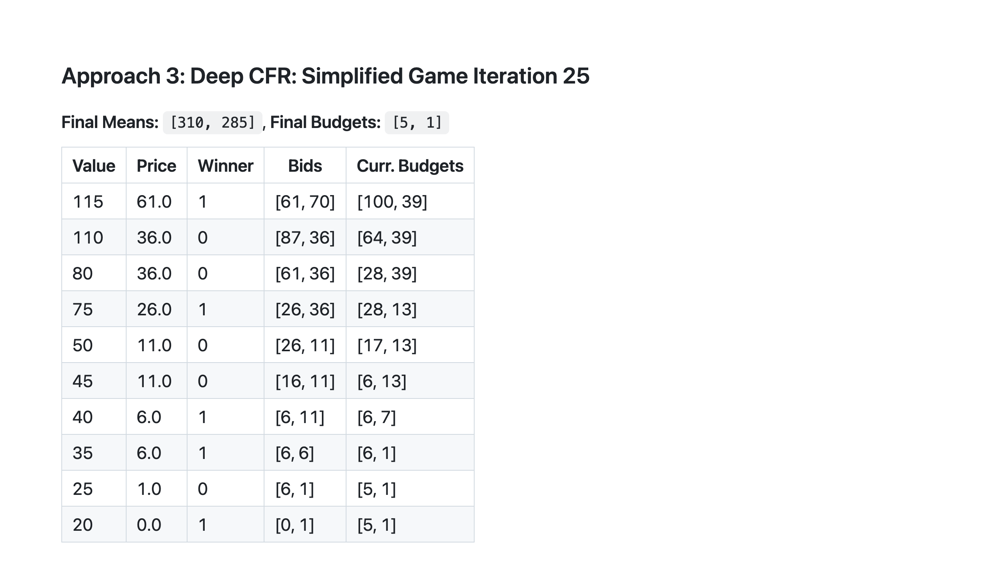 Approach 3: Deep CFR: Simplified Game Iteration 25
Final Means: [310, 285], Final Budgets: [5, 1]
Value Price Winner Bids Curr. Budgets
115 61.0 1 [61, 70] [100, 39]
110 36.0 0 [87, 36] [64, 39]
80 36.0 0 [61, 36] [28, 39]
75 26.0 1 [26, 36] [28, 13]
50 11.0 0 [26, 11] [17, 13]
45 11.0 0 [16, 11] [6, 13]
40 6.0 1 [6, 11] [6, 7]
35 6.0 1 [6, 6] [6, 1]
25 1.0 0 [6, 1] [5, 1]
20 0.0 1 [0, 1] [5, 1]